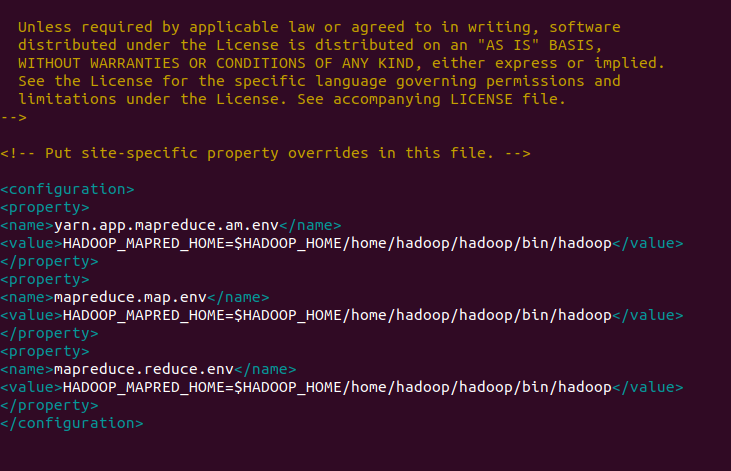 Unless required by applicable law or agreed to in writing, software
distributed under the License is distributed on an "AS IS" BASIS,
WITHOUT WARRANTIES OR CONDITIONS OF ANY KIND, either express or implied.
See the License for the specific language governing permissions and
limitations under the License. See accompanying LICENSE file.
-->
<!-- Put site-specific property overrides in this file. -->
<configuration>
<property>
<name>yarn.app.mapreduce.am.env</name>
<value>HADOOP_MAPRED_HOME=$HADOOP_HOME/home/hadoop/hadoop/bin/hadoop</value>
</property>
<property>
<name>mapreduce.map.env</name>
<value>HADOOP_MAPRED_HOME=$HADOOP_HOME/home/hadoop/hadoop/bin/hadoop</value>
</property>
<property>
<name>mapreduce.reduce.env</name>
<value>HADOOP_MAPRED_HOME=$HADOOP_HOME/home/hadoop/hadoop/bin/hadoop</value>
</property>
</configuration>